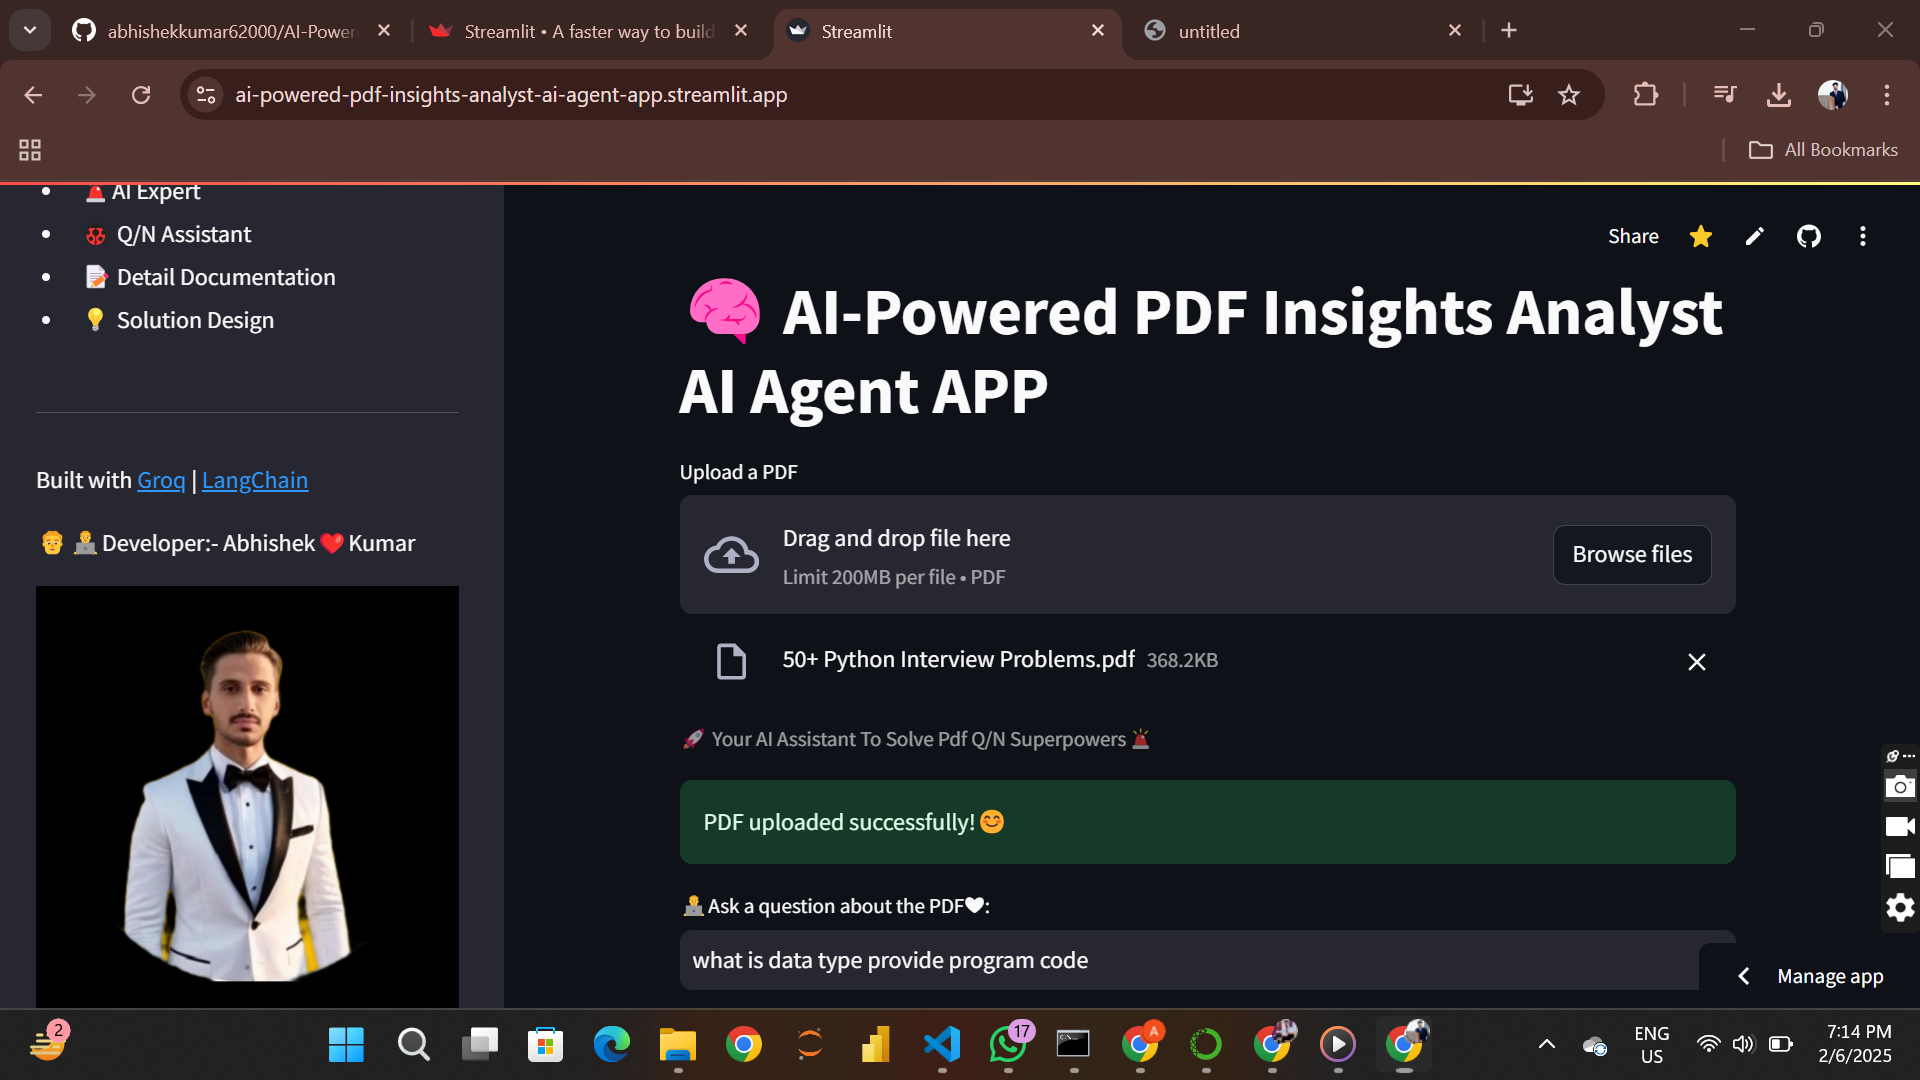 abhishekkumar62000/AI-Power
Streamlit • A faster way to build
Streamlit
untitled
ai-powered-pdf-insights-analyst-ai-agent-app.streamlit.app
All Bookmarks
🚨 AI Expert
🐞 Q/N Assistant
📝 Detail Documentation
💡 Solution Design
Built with Groq | LangChain
👨 👨‍💻Developer:- Abhishek❤️Kumar
Share
🧠 AI-Powered PDF Insights Analyst
AI Agent APP
Upload a PDF
Drag and drop file here
Limit 200MB per file • PDF
Browse files
50+ Python Interview Problems.pdf 368.2KB
🚀 Your AI Assistant To Solve Pdf Q/N Superpowers 🚨
PDF uploaded successfully!😊
👨‍💻Ask a question about the PDF🤍:
what is data type provide program code
Manage app
2
17
A
ENG
US
7:14 PM
2/6/2025